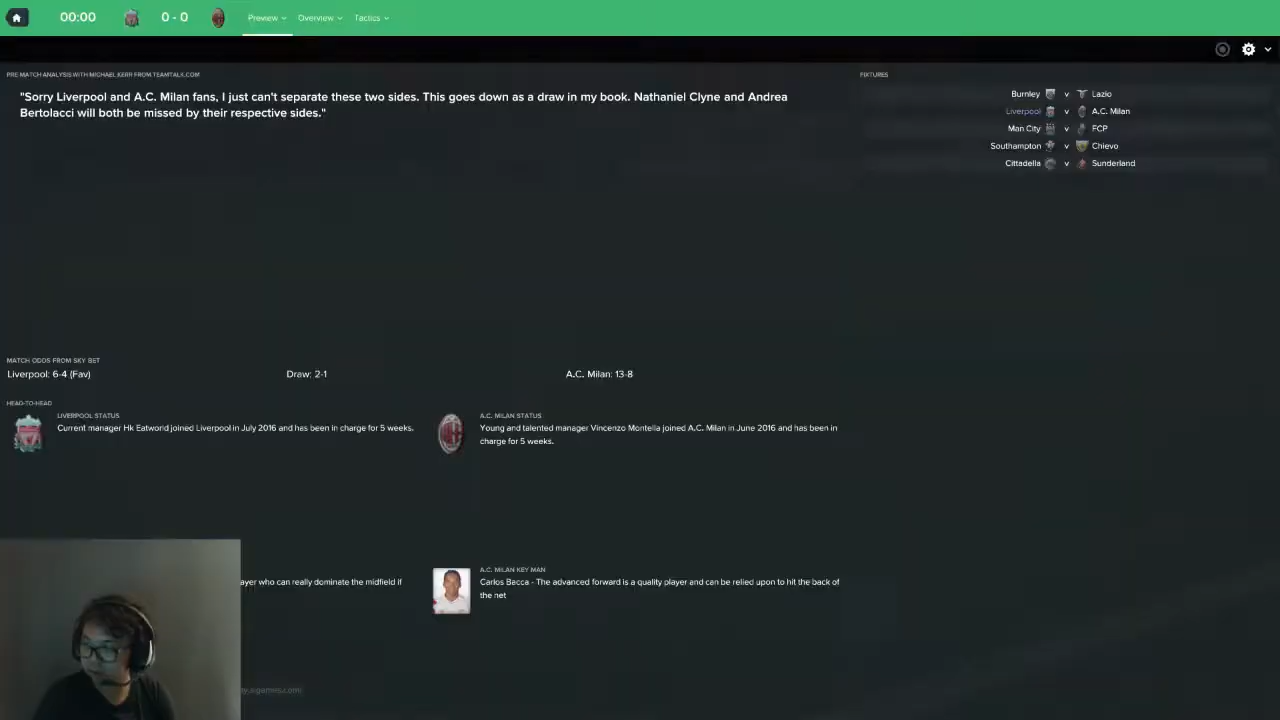 00:00
0 - 0
Preview
Overview
Tactics
PRE-MATCH ANALYSIS WITH MICHAEL KERR FROM TEAMTALK.COM
"Sorry Liverpool and A.C. Milan fans, I just can't separate these two sides. This goes down as a draw in my book. Nathaniel Clyne and Andrea
Bertolacci will both be missed by their respective sides."
FIXTURES
Burnley v Lazio
Liverpool v A.C. Milan
Man City v FCP
Southampton v Chievo
Cittadella v Sunderland
MATCH ODDS FROM SKY BET
Liverpool: 6-4 (Fav)
Draw: 2-1
A.C. Milan: 13-8
HEAD-TO-HEAD
LIVERPOOL STATUS
Current manager Hk Eatworld joined Liverpool in July 2016 and has been in charge for 5 weeks.
A.C. MILAN STATUS
Young and talented manager Vincenzo Montella joined A.C. Milan in June 2016 and has been in
charge for 5 weeks.
ayer who can really dominate the midfield if
A.C. MILAN KEY MAN
Carlos Bacca - The advanced forward is a quality player and can be relied upon to hit the back of
the net